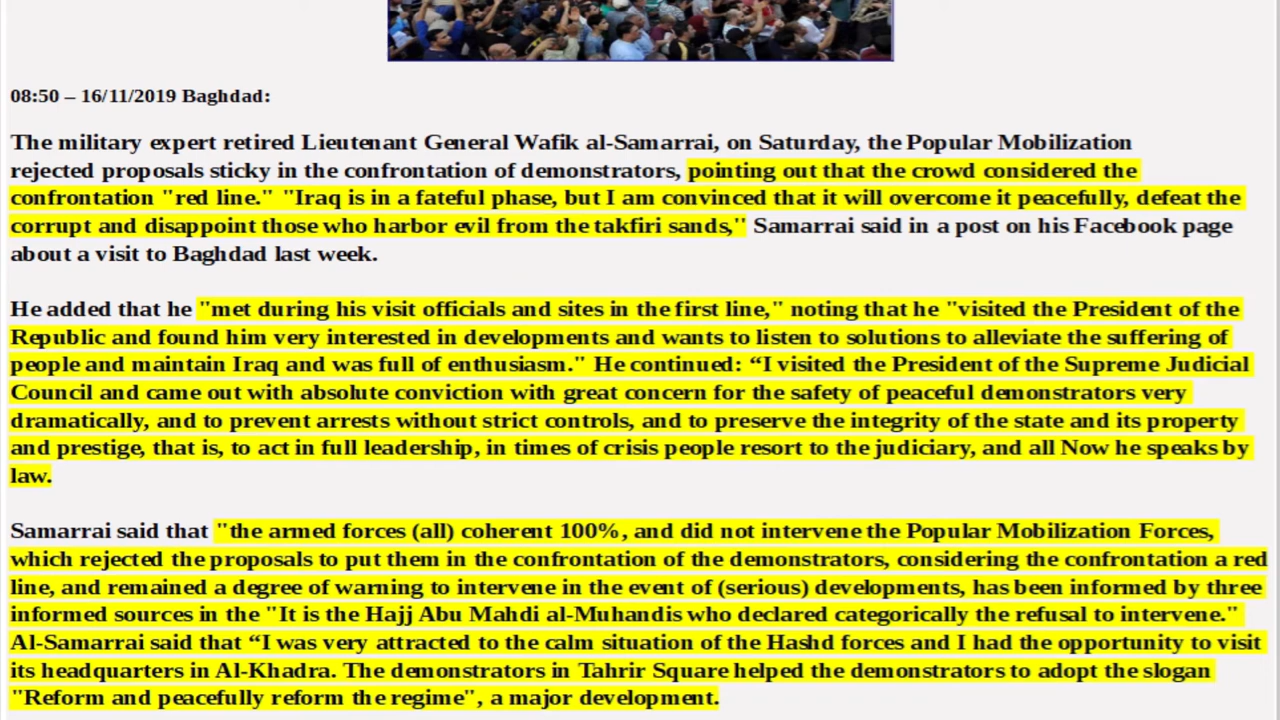 08:50 – 16/11/2019 Baghdad:
The military expert retired Lieutenant General Wafik al-Samarrai, on Saturday, the Popular Mobilization
rejected proposals sticky in the confrontation of demonstrators, pointing out that the crowd considered the
confrontation "red line." "Iraq is in a fateful phase, but I am convinced that it will overcome it peacefully, defeat the
corrupt and disappoint those who harbor evil from the takfiri sands,'' Samarrai said in a post on his Facebook page
about a visit to Baghdad last week.
He added that he "met during his visit officials and sites in the first line," noting that he "visited the President of the
Republic and found him very interested in developments and wants to listen to solutions to alleviate the suffering of
people and maintain Iraq and was full of enthusiasm." He continued: “I visited the President of the Supreme Judicial
Council and came out with absolute conviction with great concern for the safety of peaceful demonstrators very
dramatically, and to prevent arrests without strict controls, and to preserve the integrity of the state and its property
and prestige, that is, to act in full leadership, in times of crisis people resort to the judiciary, and all Now he speaks by
law.
Samarrai said that "the armed forces (all) coherent 100%, and did not intervene the Popular Mobilization Forces,
which rejected the proposals to put them in the confrontation of the demonstrators, considering the confrontation a red
line, and remained a degree of warning to intervene in the event of (serious) developments, has been informed by three
informed sources in the "It is the Hajj Abu Mahdi al-Muhandis who declared categorically the refusal to intervene."
Al-Samarrai said that “I was very attracted to the calm situation of the Hashd forces and I had the opportunity to visit
its headquarters in Al-Khadra. The demonstrators in Tahrir Square helped the demonstrators to adopt the slogan
"Reform and peacefully reform the regime", a major development.